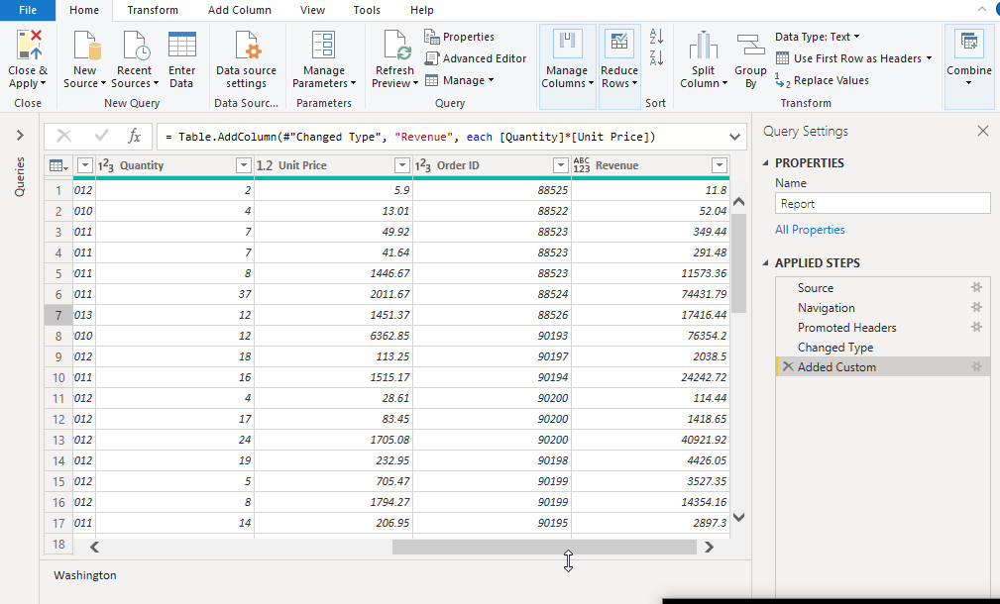 File Home Transform Add Column View Tools Help
Close & Apply
New Source
Recent Sources
Enter Data
Data source settings
Manage Parameters
Refresh Preview
Properties
Advanced Editor
Manage
Manage Columns
Reduce Rows
Split Column
Group By
Data Type: Text
Use First Row as Headers
1 2 Replace Values
Combine
Close New Query Data Sourc... Parameters Query Sort Transform
Queries
fx = Table.AddColumn(#"Changed Type", "Revenue", each [Quantity]*[Unit Price])
123 Quantity 1.2 Unit Price 123 Order ID ABC 123 Revenue
1 012 2 5.9 88525 11.8
2 010 4 13.01 88522 52.04
3 011 7 49.92 88523 349.44
4 011 7 41.64 88523 291.48
5 011 8 1446.67 88523 11573.36
6 011 37 2011.67 88524 74431.79
7 013 12 1451.37 88526 17416.44
8 010 12 6362.85 90193 76354.2
9 012 18 113.25 90197 2038.5
10 011 16 1515.17 90194 24242.72
11 012 4 28.61 90200 114.44
12 012 17 83.45 90200 1418.65
13 012 24 1705.08 90200 40921.92
14 012 19 232.95 90198 4426.05
15 012 5 705.47 90199 3527.35
16 012 8 1794.27 90199 14354.16
17 011 14 206.95 90195 2897.3
18
Washington
Query Settings
PROPERTIES
Name
Report
All Properties
APPLIED STEPS
Source
Navigation
Promoted Headers
Changed Type
Added Custom